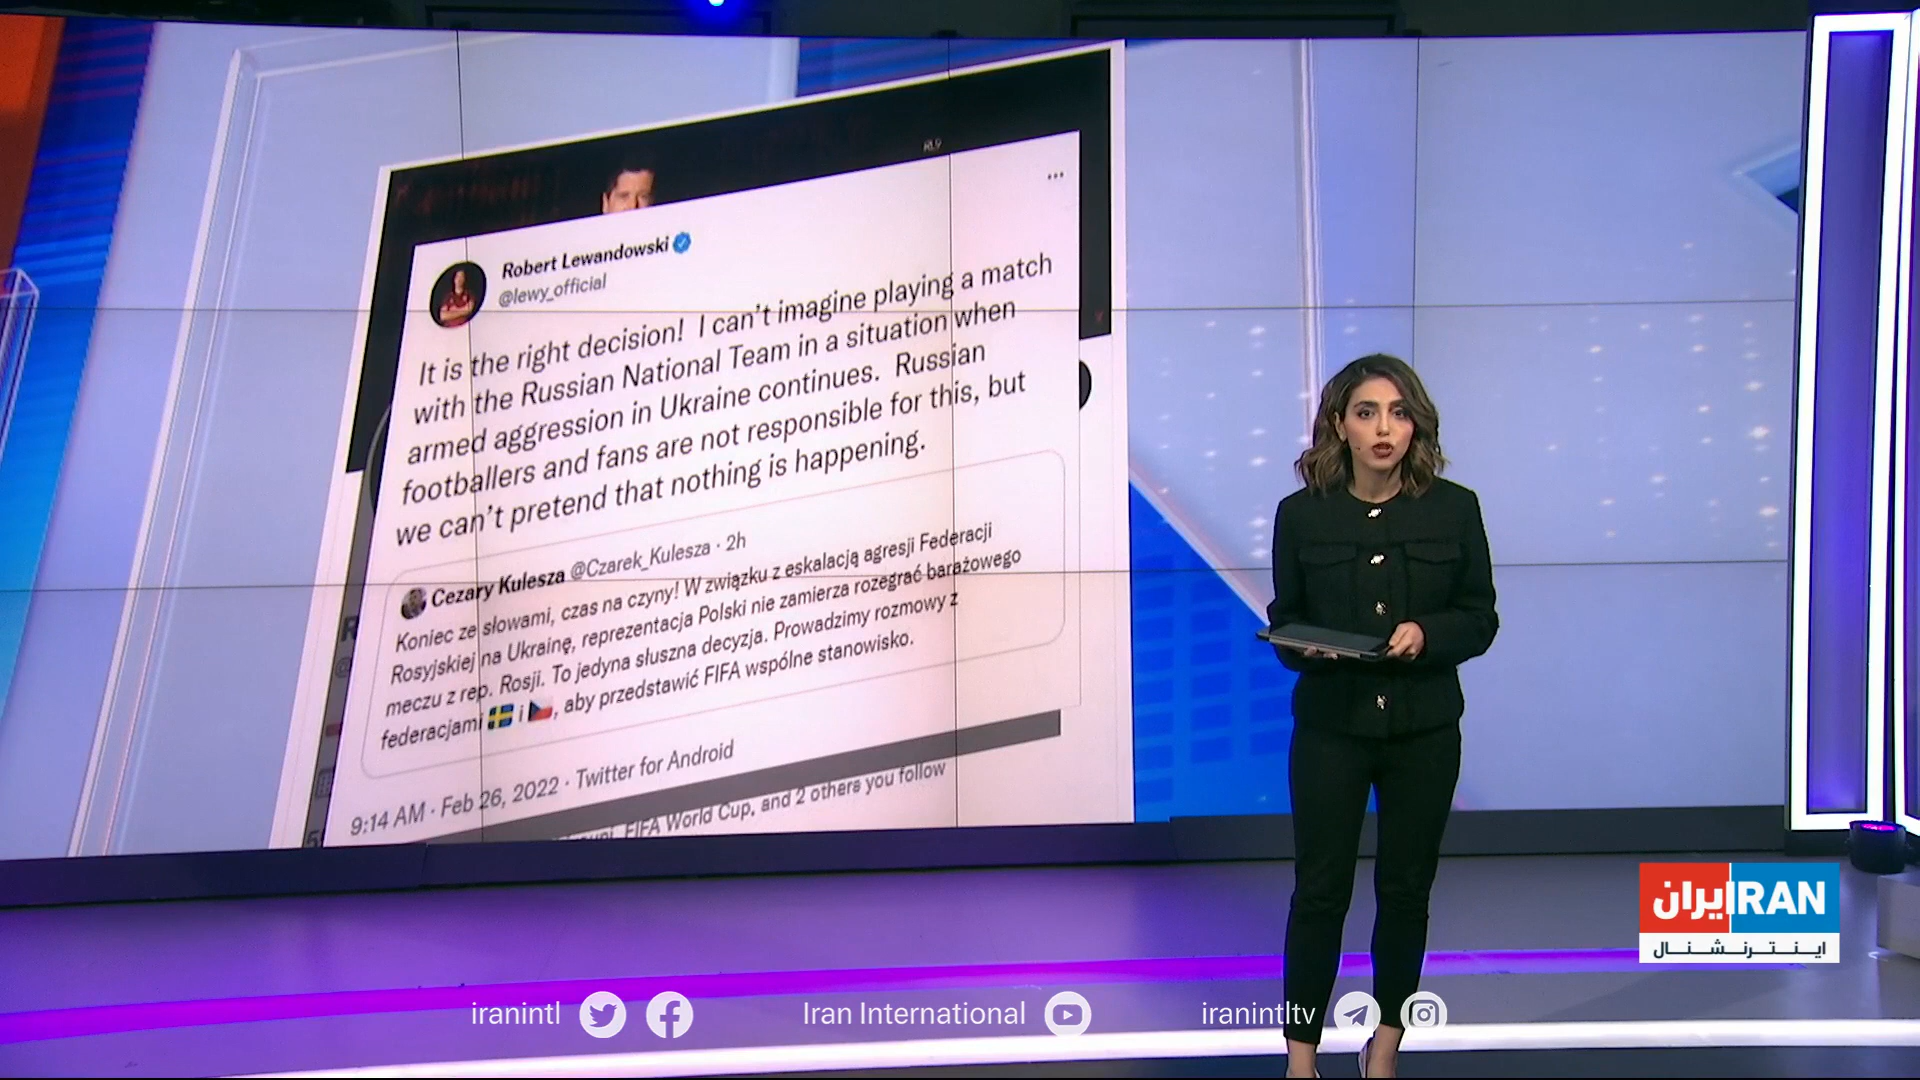 RL9
Robert Lewandowski
@lewy_official
It is the right decision! I can't imagine playing a match
with the Russian National Team in a situation when
armed aggression in Ukraine continues. Russian
footballers and fans are not responsible for this, but
we can't pretend that nothing is happening.
Cezary Kulesza @Czarek_Kulesza · 2h
Koniec ze słowami, czas na czyny! W związku z eskalacją agresji Federacji
Rosyjskiej na Ukrainę, reprezentacja Polski nie zamierza rozegrać barażowego
meczu z rep. Rosji. To jedyna słuszna decyzja. Prowadzimy rozmowy z
federacjami 🇸🇪 i 🇨🇿, aby przedstawić FIFA wspólne stanowisko.
9:14 AM · Feb 26, 2022 · Twitter for Android
FIFA World Cup, and 2 others you follow
ایران IRAN
اینترنشنال
iranintl
Iran International
iranintltv